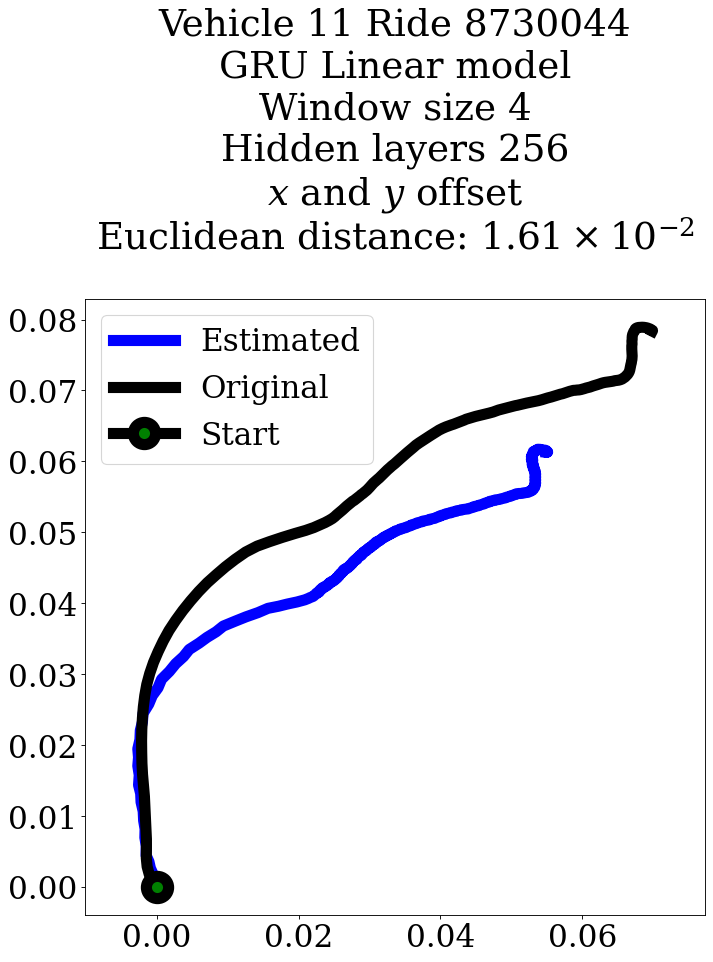 Vehicle 11 Ride 8730044
GRU Linear model
Window size 4
Hidden layers 256
x and y offset
Euclidean distance: 1.61 × 10⁻²
Estimated
Original
Start
0.08
0.07
0.06
0.05
0.04
0.03
0.02
0.01
0.00
0.00 0.02 0.04 0.06